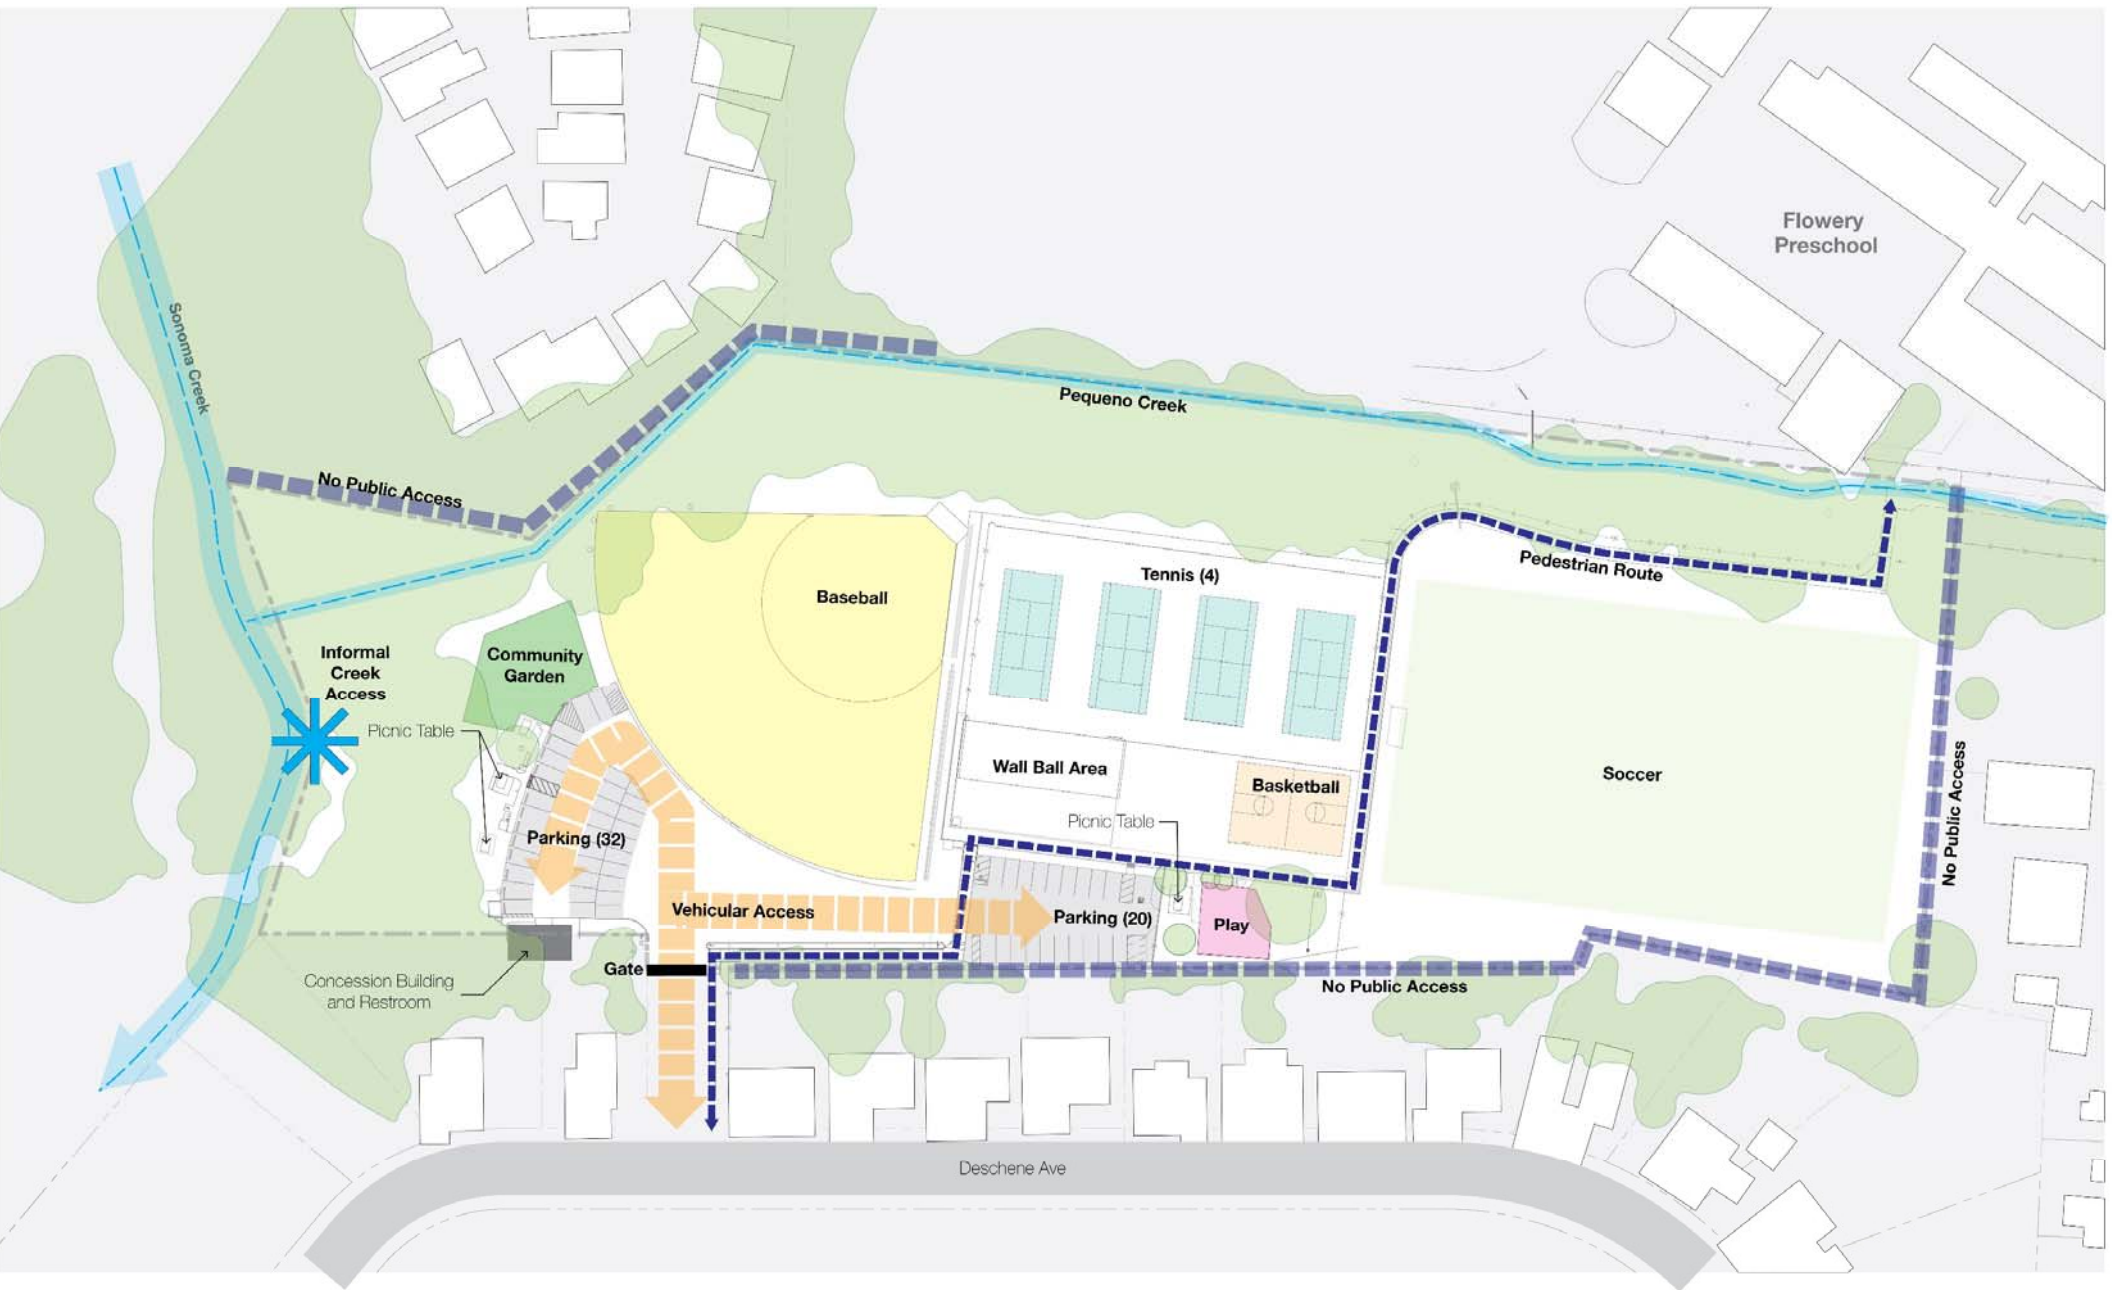 Flowery
Preschool
Sonoma Creek
Pequeno Creek
No Public Access
Tennis (4)
Pedestrian Route
Baseball
Informal
Creek
Access
Community
Garden
Picnic Table
Wall Ball Area
Basketball
Soccer
No Public Access
Picnic Table
Parking (32)
Vehicular Access
Parking (20)
Play
Gate
Concession Building
and Restroom
No Public Access
Deschene Ave